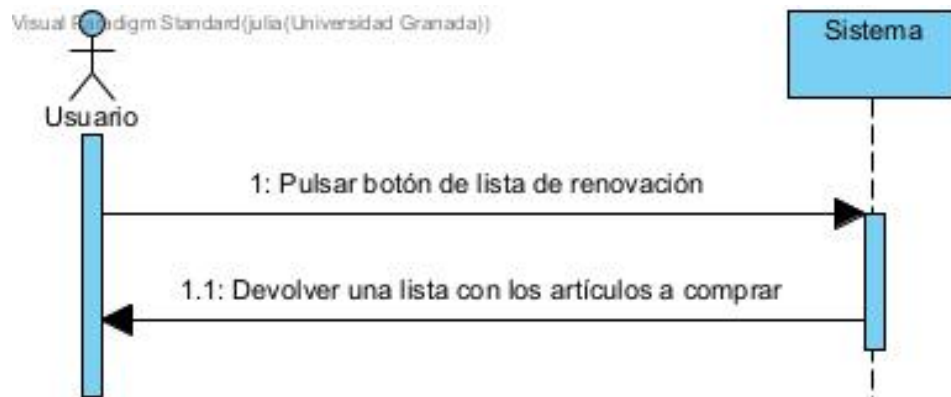 Visual Paradigm Standard(julia(Universidad Granada))
Sistema
Usuario
1: Pulsar botón de lista de renovación
1.1: Devolver una lista con los artículos a comprar